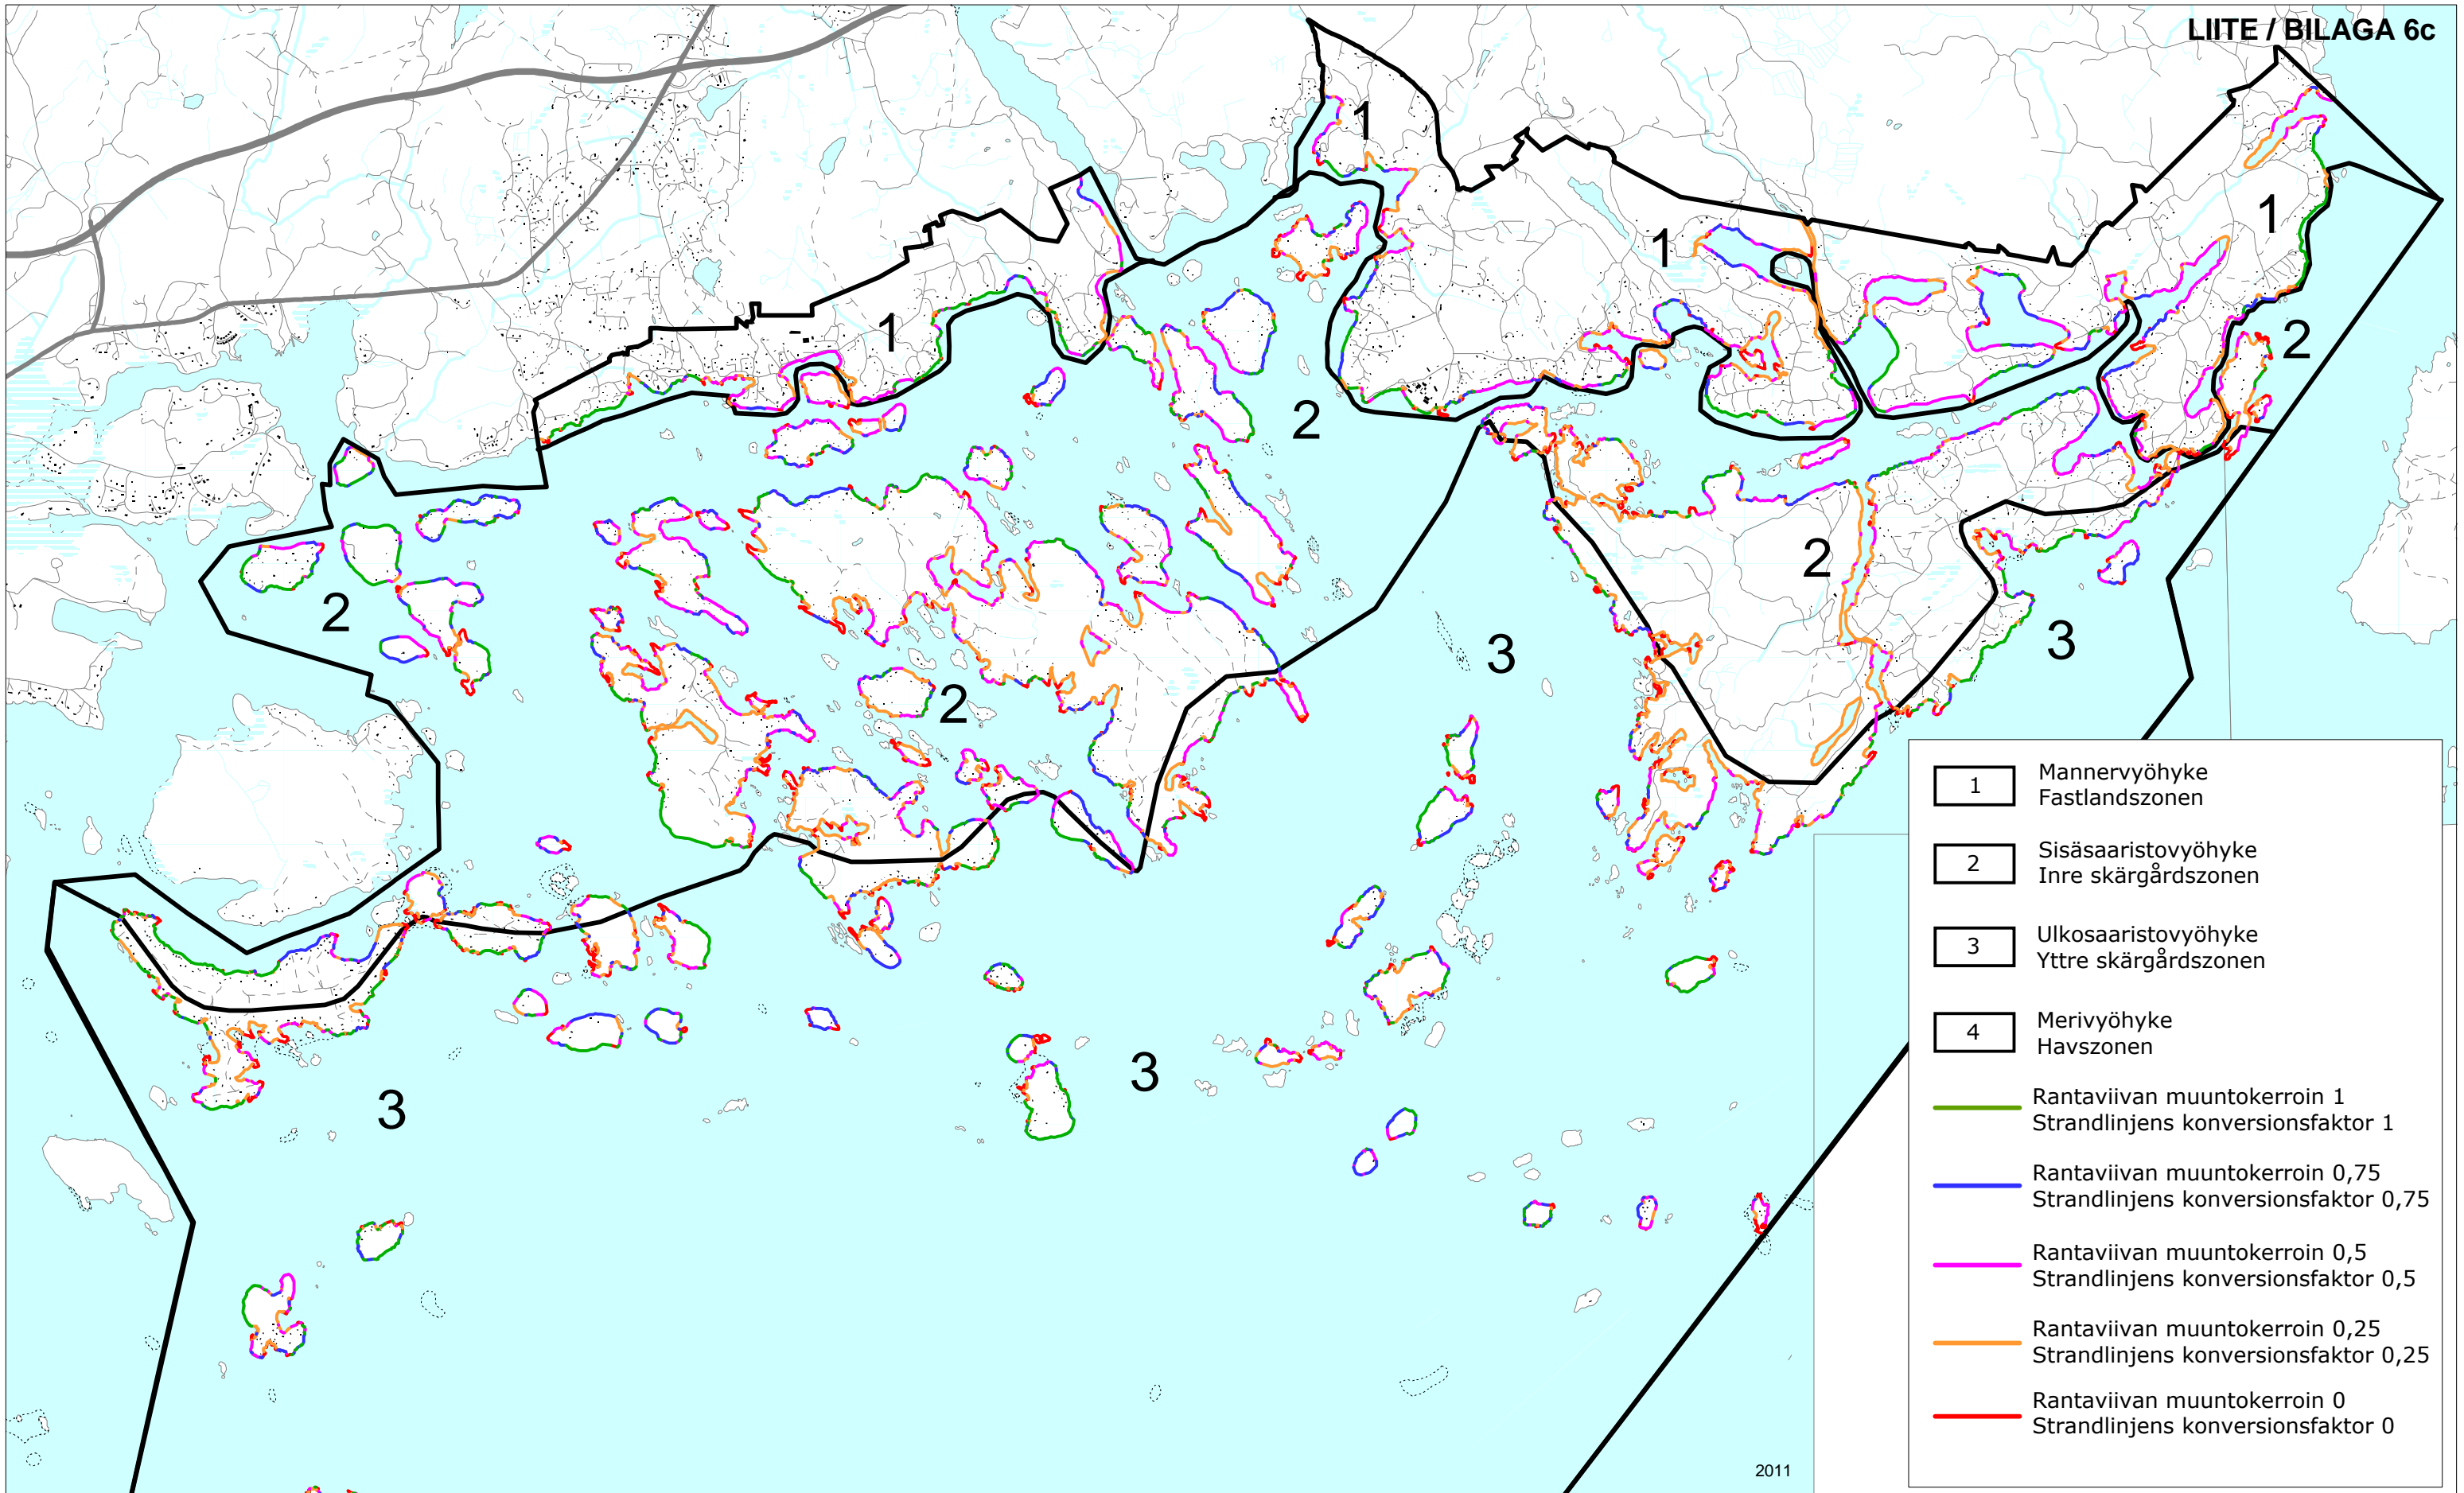 LIITE / BILAGA 6c
1
1
1
1
2
2
2
2
2
2
3
3
3
3
1
Mannervyöhyke
Fastlandszonen
2
Sisäsaaristovyöhyke
Inre skärgårdszonen
3
Ulkosaaristovyöhyke
Yttre skärgårdszonen
4
Merivyöhyke
Havszonen
Rantaviivan muuntokerroin 1
Strandlinjens konversionsfaktor 1
Rantaviivan muuntokerroin 0,75
Strandlinjens konversionsfaktor 0,75
Rantaviivan muuntokerroin 0,5
Strandlinjens konversionsfaktor 0,5
Rantaviivan muuntokerroin 0,25
Strandlinjens konversionsfaktor 0,25
Rantaviivan muuntokerroin 0
Strandlinjens konversionsfaktor 0
2011